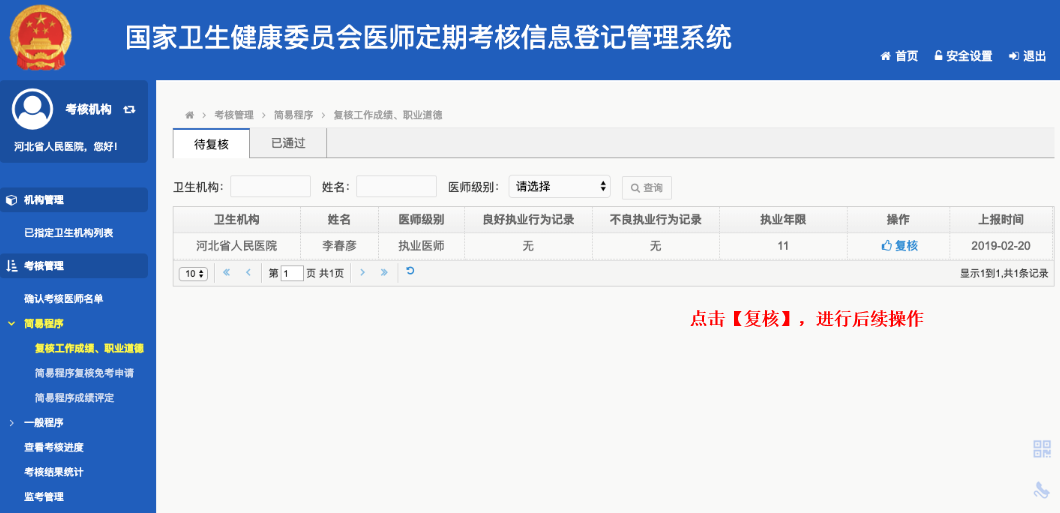 国家卫生健康委员会医师定期考核信息登记管理系统
首页 安全设置 退出
考核机构
河北省人民医院，您好！
机构管理
已指定卫生机构列表
考核管理
确认考核医师名单
简易程序
复核工作成绩、职业道德
简易程序复核免考申请
简易程序成绩评定
一般程序
查看考核进度
考核结果统计
监考管理
考核管理 > 简易程序 > 复核工作成绩、职业道德
待复核 已通过
卫生机构： 姓名： 医师级别： 请选择 查询
卫生机构 姓名 医师级别 良好执业行为记录 不良执业行为记录 执业年限 操作 上报时间
河北省人民医院 李春彦 执业医师 无 无 11 复核 2019-02-20
10 第 1 页 共1页 显示1到1,共1条记录
点击【复核】，进行后续操作